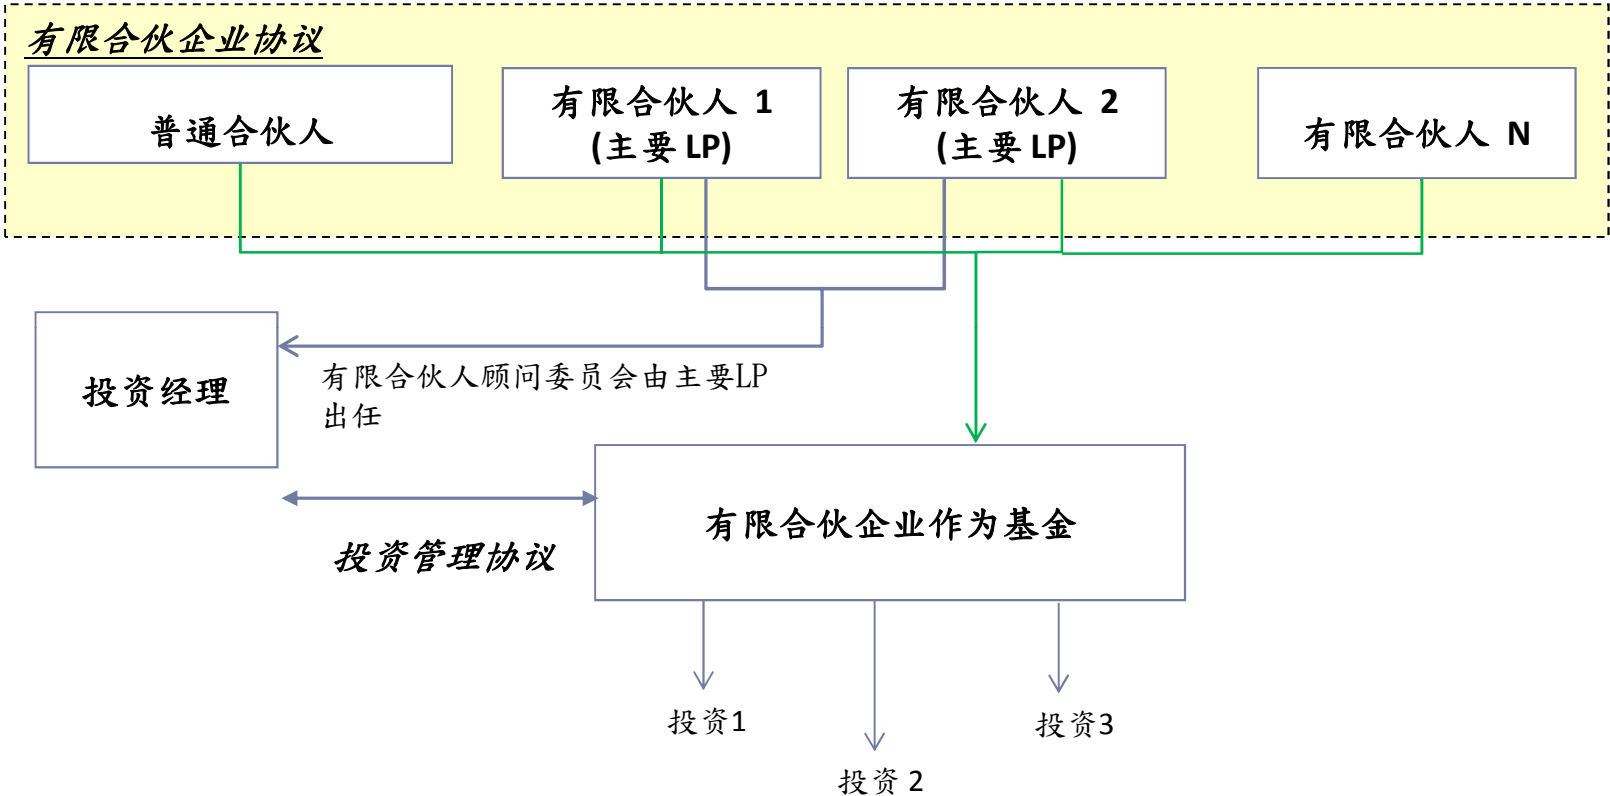 有限合伙企业协议
普通合伙人
有限合伙人 1
(主要 LP)
有限合伙人 2
(主要 LP)
有限合伙人 N
投资经理
有限合伙人顾问委员会由主要LP
出任
有限合伙企业作为基金
投资管理协议
投资1
投资3
投资 2